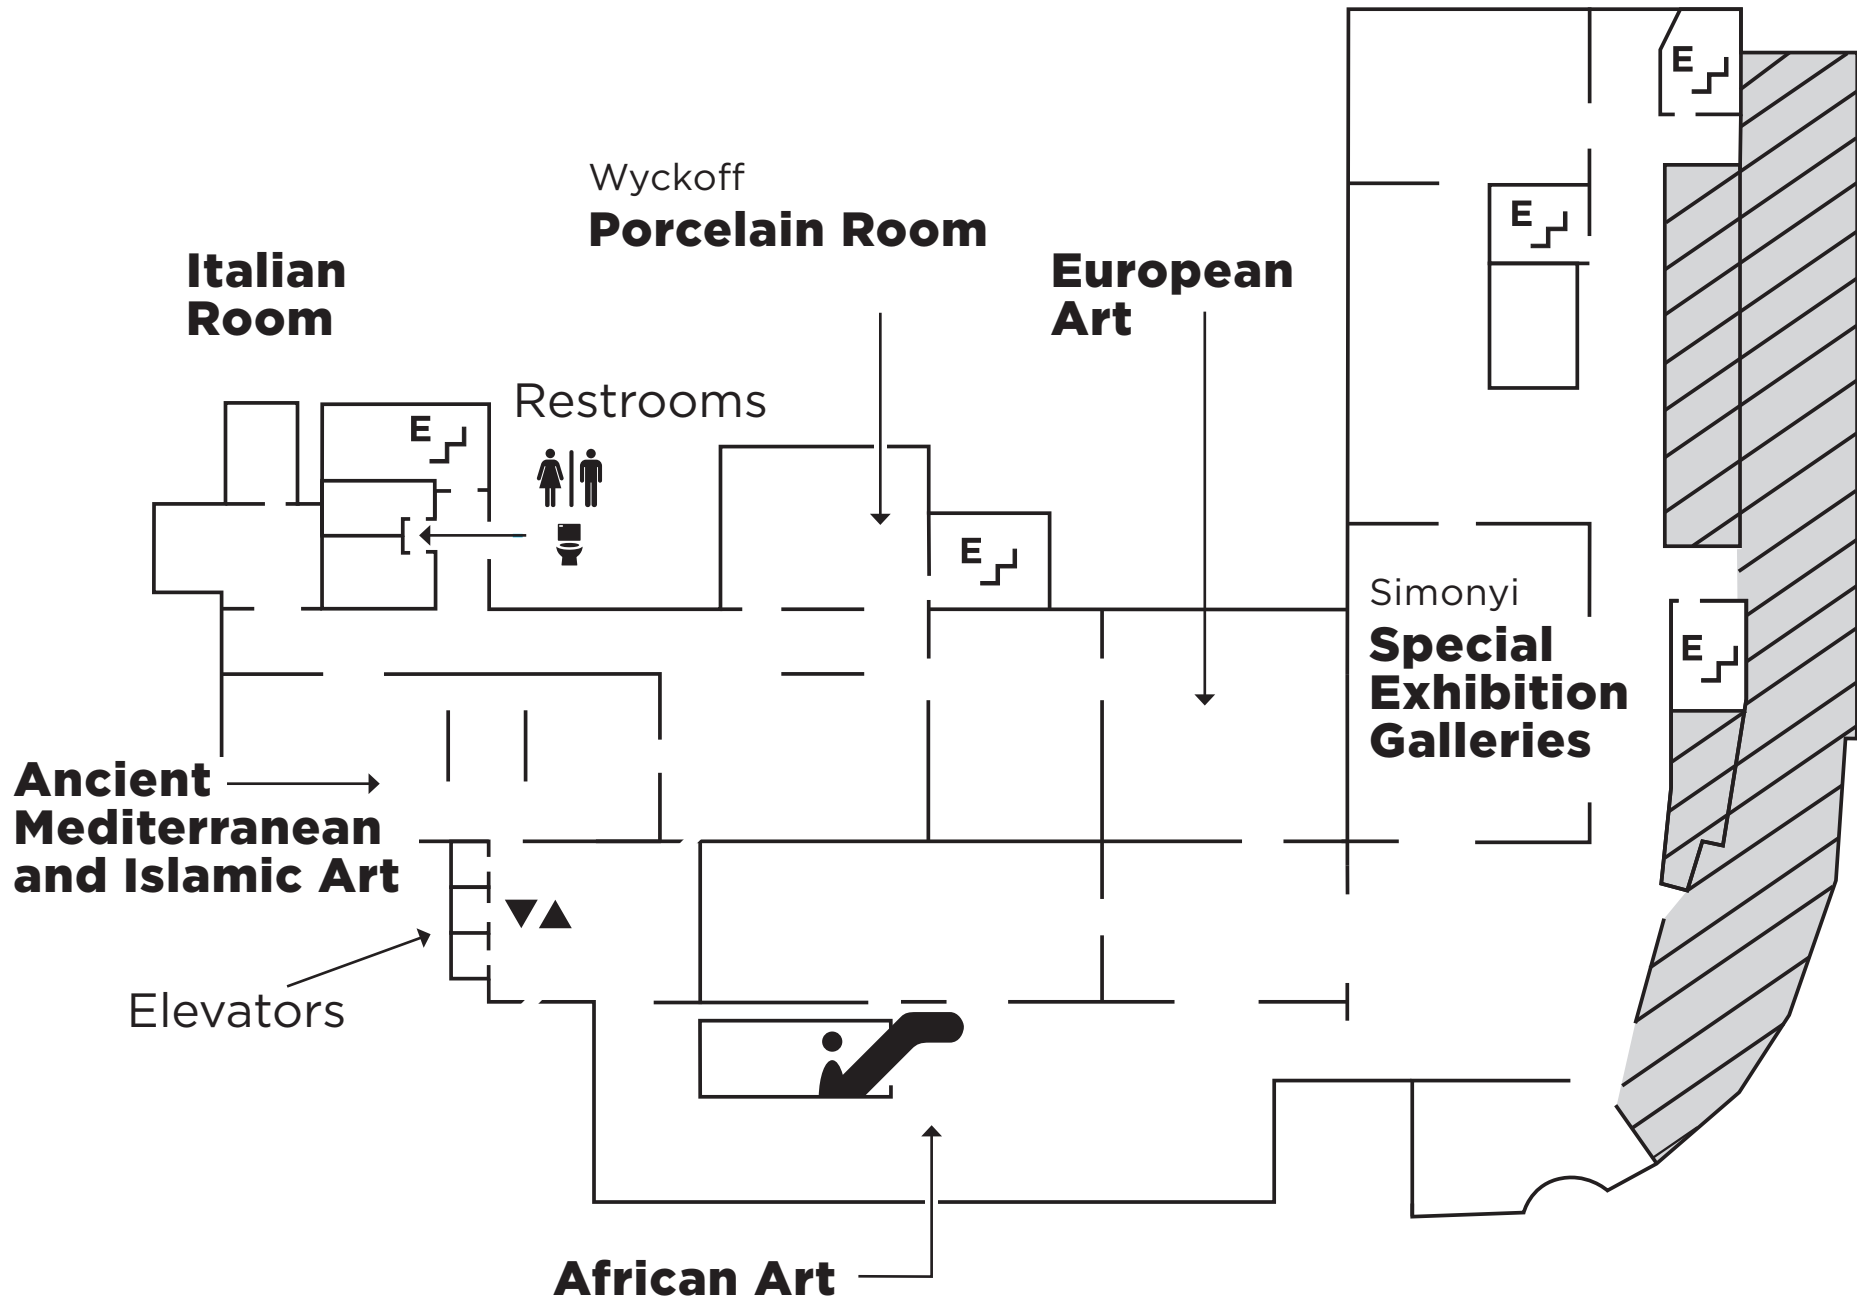 E
Wyckoff
Porcelain Room
E
Italian
Room
European
Art
Restrooms
E
E
Simonyi
Special
Exhibition
Galleries
E
Ancient
Mediterranean
and Islamic Art
Elevators
African Art